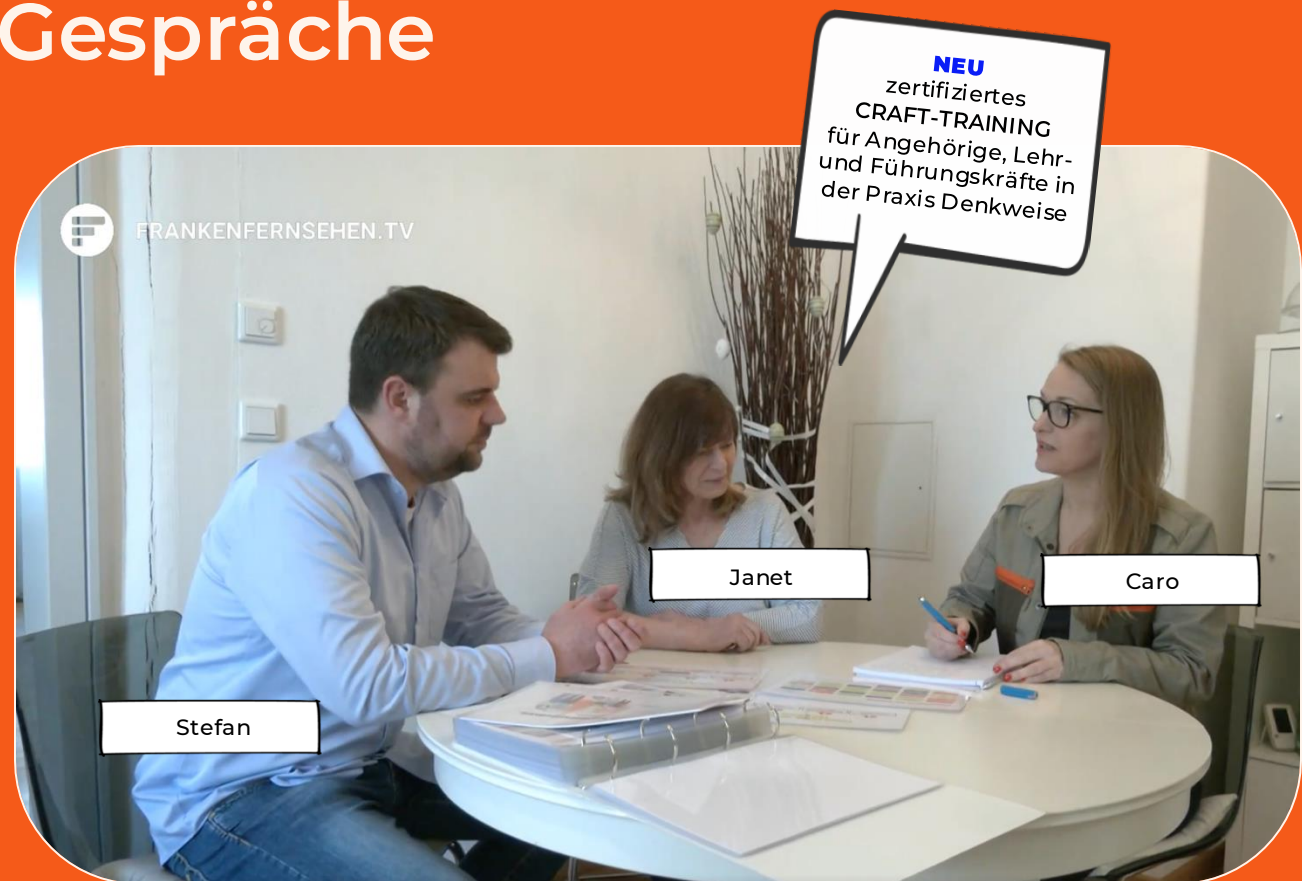 Gespräche
NEU
zertifiziertes
CRAFT-TRAINING
für Angehörige, Lehr-
und Führungskräfte in
der Praxis Denkweise
FRANKENFERNSEHEN.TV
Janet
Caro
Stefan